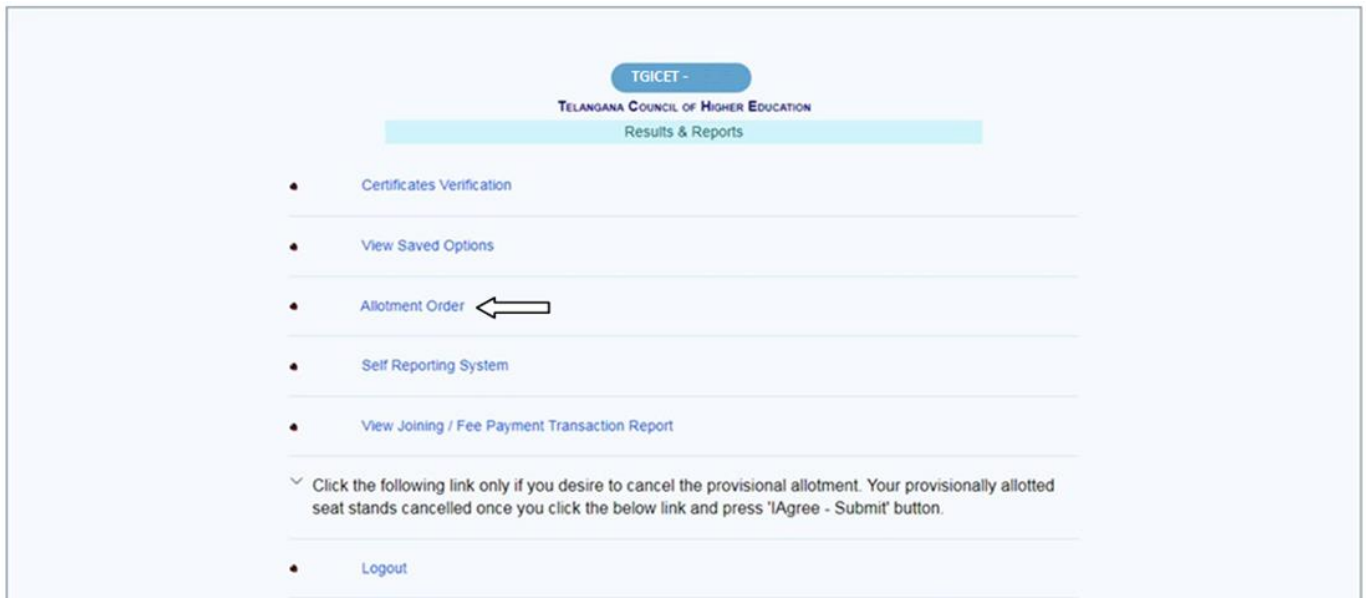 TGICET -
TELANGANA COUNCIL OF HIGHER EDUCATION
Results & Reports
Certificates Verification
View Saved Options
Allotment Order
Self Reporting System
View Joining / Fee Payment Transaction Report
Click the following link only if you desire to cancel the provisional allotment. Your provisionally allotted
seat stands cancelled once you click the below link and press 'IAgree - Submit' button.
Logout